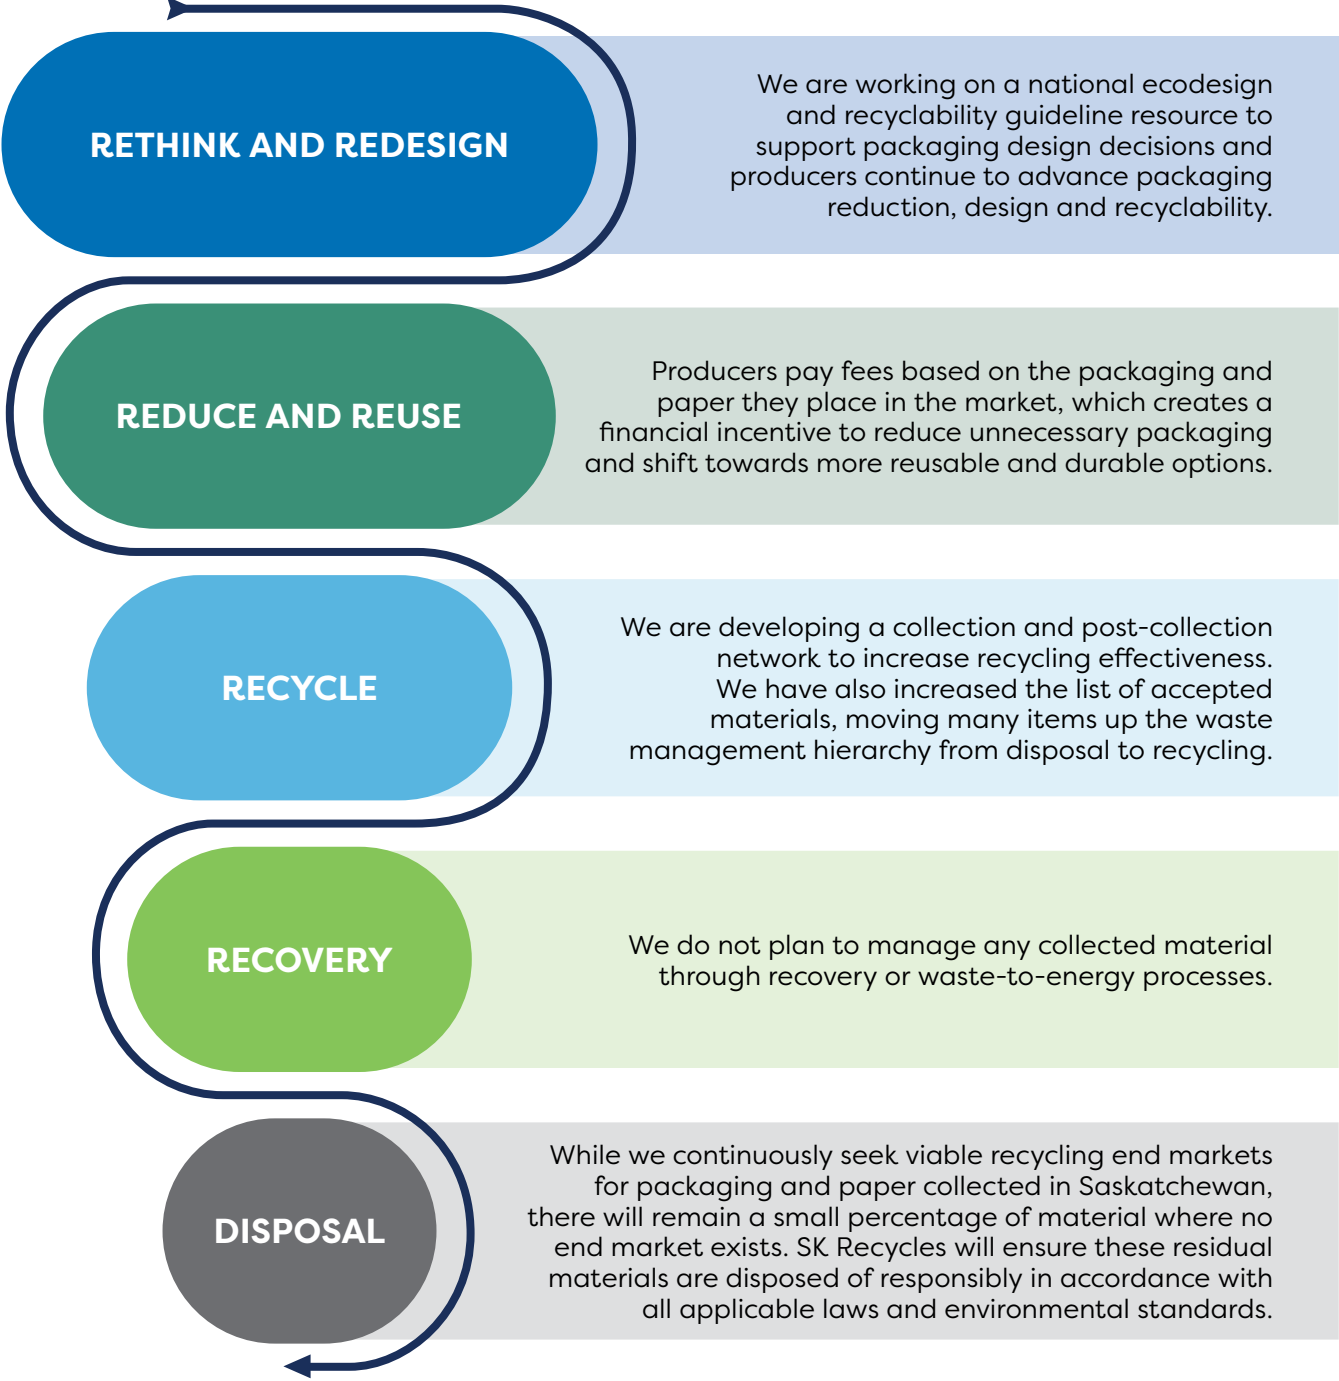 RETHINK AND REDESIGN
We are working on a national ecodesign
and recyclability guideline resource to
support packaging design decisions and
producers continue to advance packaging
reduction, design and recyclability.
REDUCE AND REUSE
Producers pay fees based on the packaging and
paper they place in the market, which creates a
financial incentive to reduce unnecessary packaging
and shift towards more reusable and durable options.
RECYCLE
We are developing a collection and post-collection
network to increase recycling effectiveness.
We have also increased the list of accepted
materials, moving many items up the waste
management hierarchy from disposal to recycling.
RECOVERY
We do not plan to manage any collected material
through recovery or waste-to-energy processes.
DISPOSAL
While we continuously seek viable recycling end markets
for packaging and paper collected in Saskatchewan,
there will remain a small percentage of material where no
end market exists. SK Recycles will ensure these residual
materials are disposed of responsibly in accordance with
all applicable laws and environmental standards.